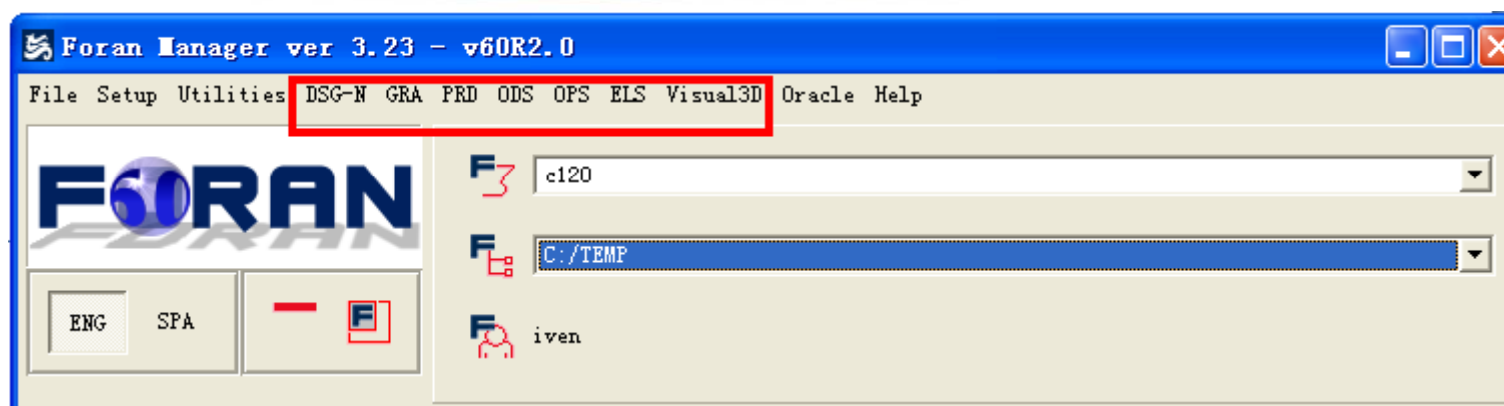 Foran Manager ver 3.23 - v60R2.0
File Setup Utilities DSG-N GRA PRD ODS OPS ELS Visual3D Oracle Help
F60RAN
c120
C:/TEMP
ENG SPA
iven